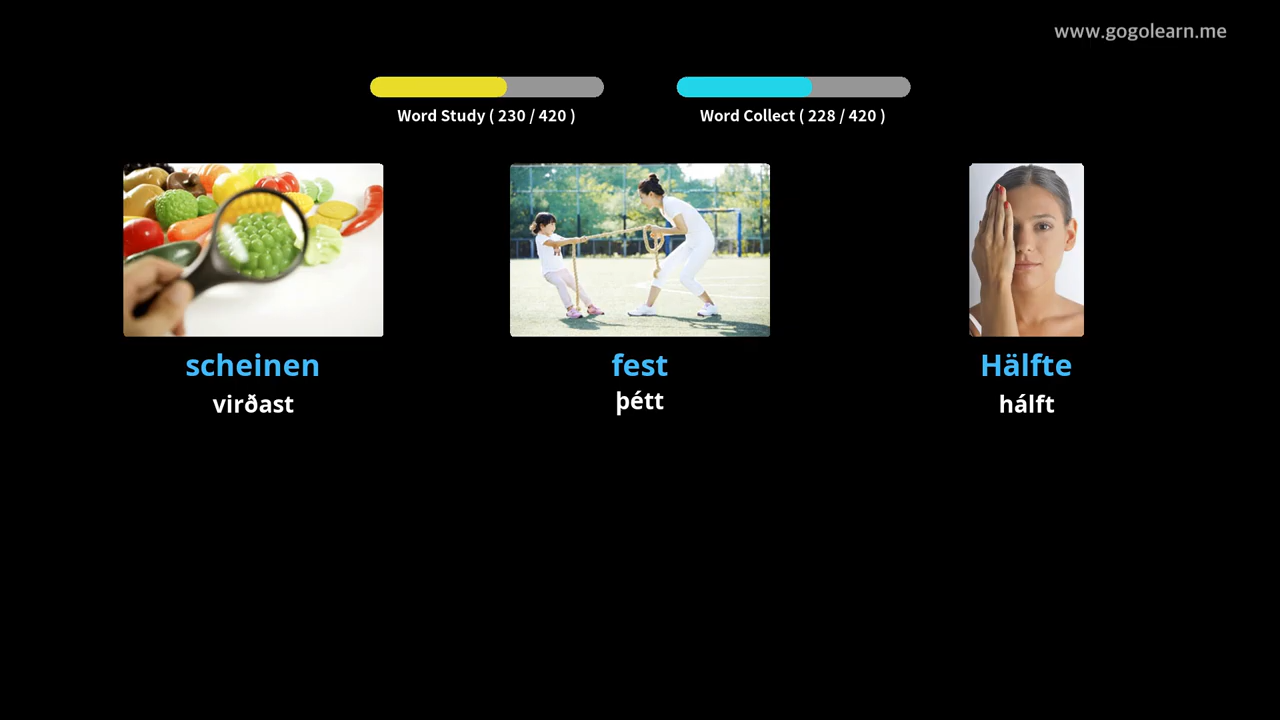 www.gogolearn.me
Word Study ( 230 / 420 )
Word Collect ( 228 / 420 )
scheinen
virðast
fest
þétt
Hälfte
hálft